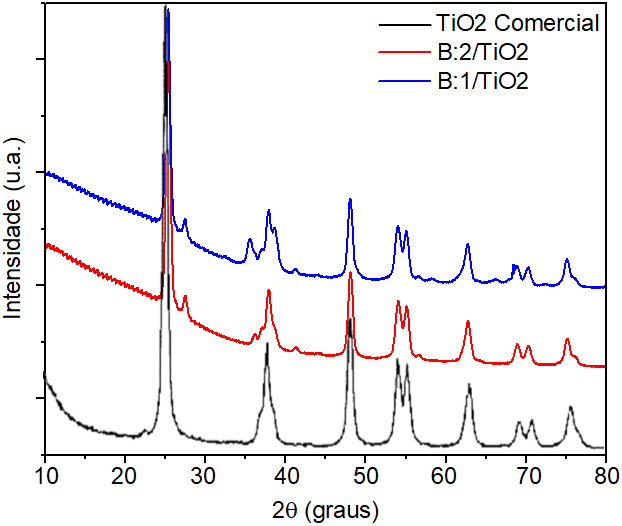 TiO2 Comercial
B:2/TiO2
B:1/TiO2
Intensidade (u.a.)
10 20 30 40 50 60 70 80
2θ (graus)